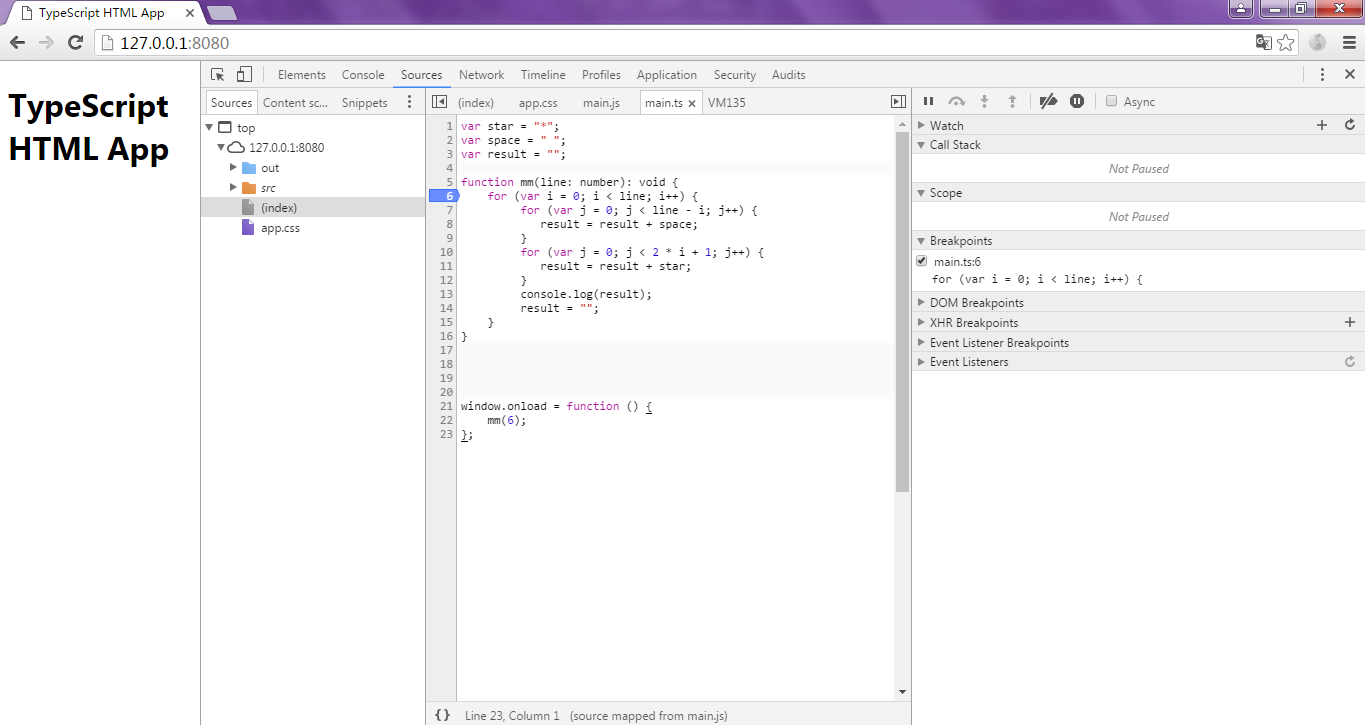 TypeScript HTML App
127.0.0.1:8080
TypeScript
HTML App
Elements Console Sources Network Timeline Profiles Application Security Audits
Sources Content sc... Snippets
top
127.0.0.1:8080
out
src
(index)
app.css
(index) app.css main.js main.ts VM135
1 var star = "*";
2 var space = " ";
3 var result = "";
4
5 function mm(line: number): void {
6 for (var i = 0; i < line; i++) {
7 for (var j = 0; j < line - i; j++) {
8 result = result + space;
9 }
10 for (var j = 0; j < 2 * i + 1; j++) {
11 result = result + star;
12 }
13 console.log(result);
14 result = "";
15 }
16 }
17
18
19
20
21 window.onload = function () {
22 mm(6);
23 };
{} Line 23, Column 1 (source mapped from main.js)
Async
Watch
Call Stack
Not Paused
Scope
Not Paused
Breakpoints
main.ts:6
for (var i = 0; i < line; i++) {
DOM Breakpoints
XHR Breakpoints
Event Listener Breakpoints
Event Listeners